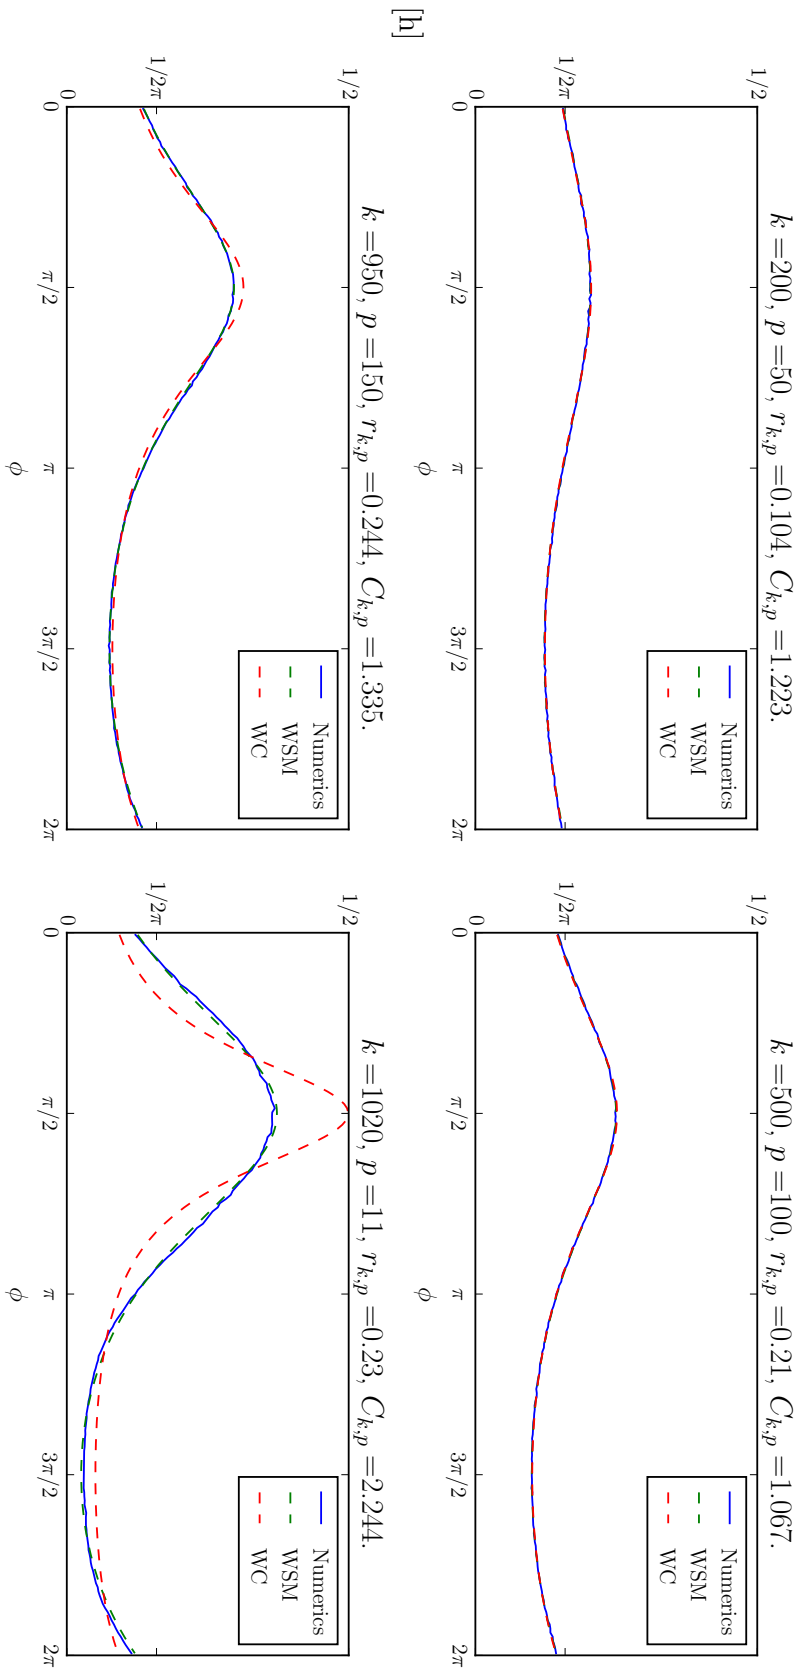 [h]
k =200, p =50, r_{k,p} =0.104, C_{k,p} =1.223.
1/2
1/2π
0
0
π/2
π
3π/2
2π
ϕ
Numerics
WSM
WC
k =500, p =100, r_{k,p} =0.21, C_{k,p} =1.067.
1/2
1/2π
0
0
π/2
π
3π/2
2π
ϕ
Numerics
WSM
WC
k =950, p =150, r_{k,p} =0.244, C_{k,p} =1.335.
1/2
1/2π
0
0
π/2
π
3π/2
2π
ϕ
Numerics
WSM
WC
k =1020, p =11, r_{k,p} =0.23, C_{k,p} =2.244.
1/2
1/2π
0
0
π/2
π
3π/2
2π
ϕ
Numerics
WSM
WC